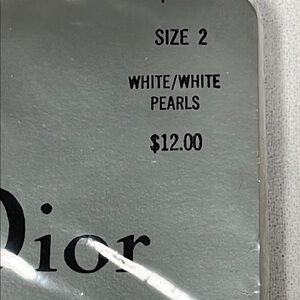 SIZE 2
WHITE/WHITE
PEARLS
$12.00
Dior